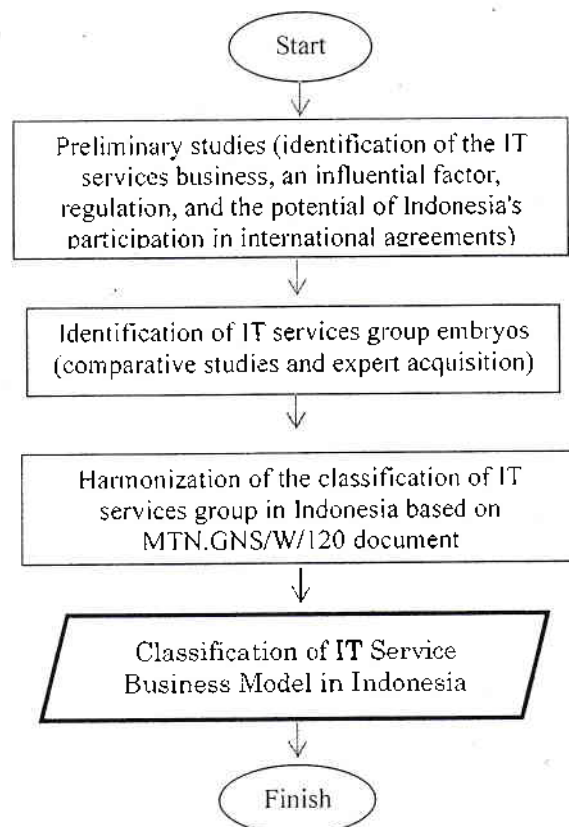 Start
Preliminary studies (identification of the IT
services business, an influential factor,
regulation, and the potential of Indonesia's
participation in international agreements)
Identification of IT services group embryos
(comparative studies and expert acquisition)
Harmonization of the classification of IT
services group in Indonesia based on
MTN.GNS/W/120 document
Classification of IT Service
Business Model in Indonesia
Finish